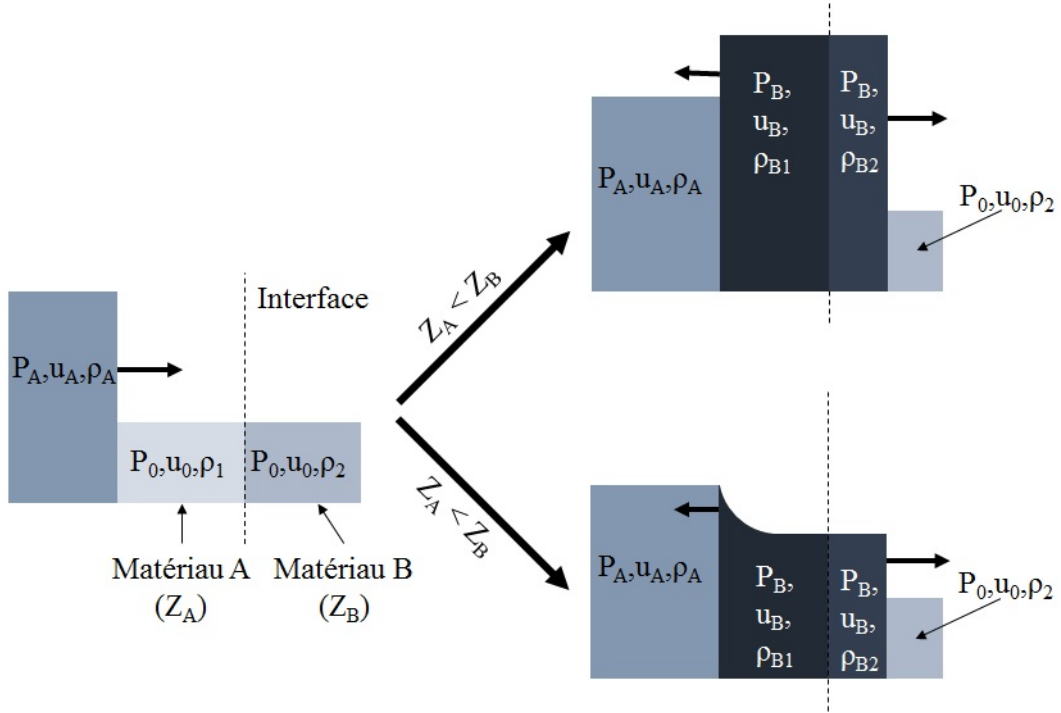 Interface
P_A,u_A,ρ_A
P_0,u_0,ρ_1
P_0,u_0,ρ_2
Matériau A
(Z_A)
Matériau B
(Z_B)
Z_A < Z_B
P_A,u_A,ρ_A
P_B,
u_B,
ρ_B1
P_B,
u_B,
ρ_B2
P_0,u_0,ρ_2
Z_A < Z_B
P_A,u_A,ρ_A
P_B,
u_B,
ρ_B1
P_B,
u_B,
ρ_B2
P_0,u_0,ρ_2